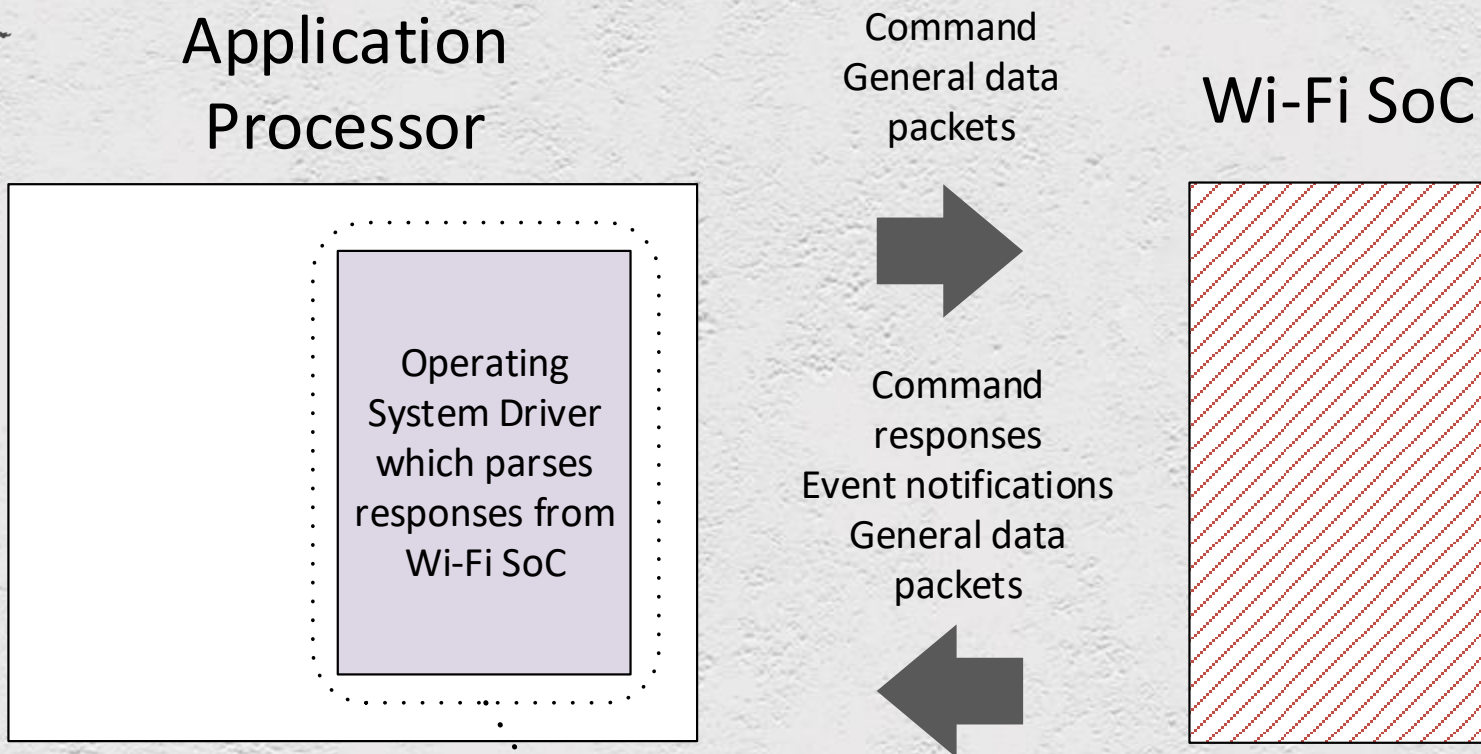 Application
Processor
Command
General data
packets
Wi-Fi SoC
Operating
System Driver
which parses
responses from
Wi-Fi SoC
Command
responses
Event notifications
General data
packets